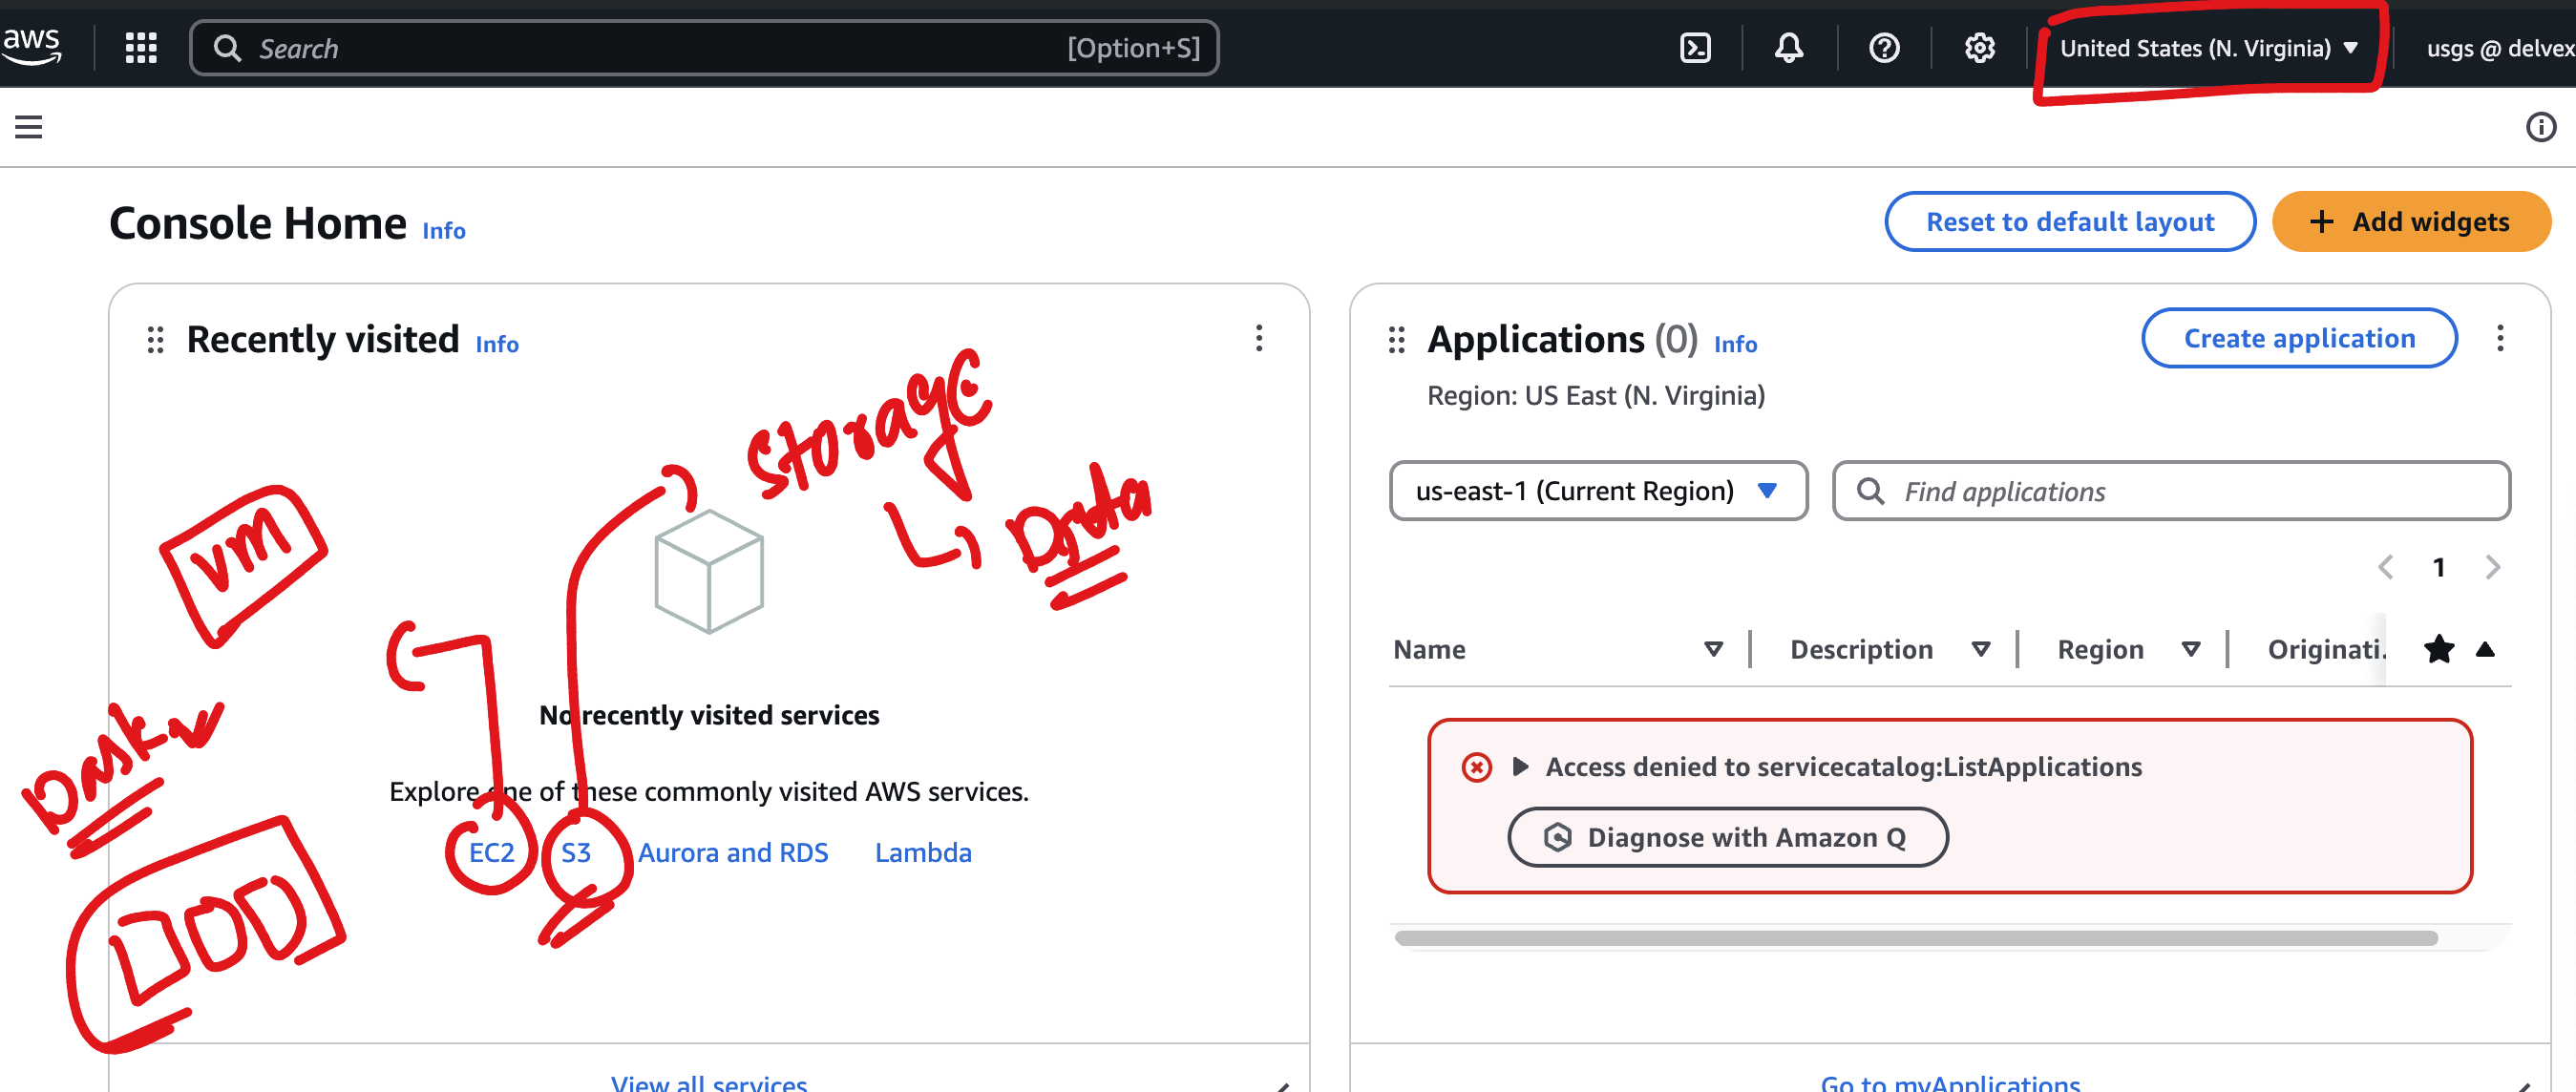 aws
Search [Option+S]
United States (N. Virginia)
usgs @ delvex
Console Home Info
Reset to default layout
+ Add widgets
Recently visited Info
storage
Data
VM
Dask
No recently visited services
Explore one of these commonly visited AWS services.
EC2 S3 Aurora and RDS Lambda
View all services
Applications (0) Info
Create application
Region: US East (N. Virginia)
us-east-1 (Current Region)
Find applications
1
Name Description Region Originati.
Access denied to servicecatalog:ListApplications
Diagnose with Amazon Q
Go to myApplications